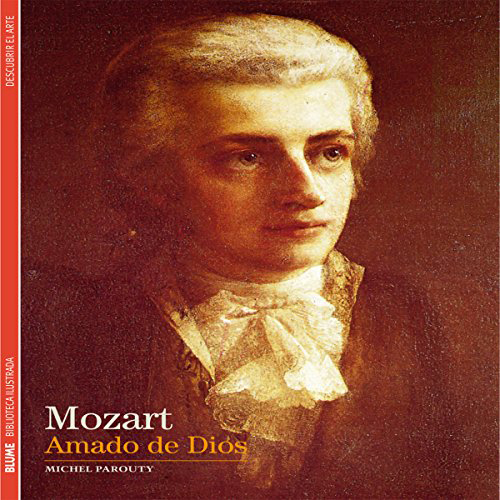 Mozart
Amado de Dios
MICHEL PAROUTY
BLUME BIBLIOTECA ILUSTRADA
DESCUBRIR EL ARTE